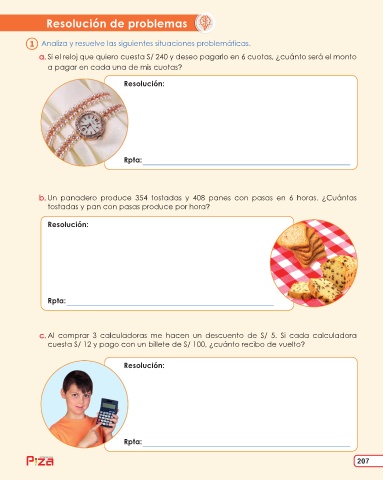 Resolución de problemas
1 Analiza y resuelve las siguientes situaciones problemáticas.
a. Si el reloj que quiero cuesta S/ 240 y deseo pagarlo en 6 cuotas, ¿cuánto será el monto
a pagar en cada una de mis cuotas?
Resolución:
Rpta:
b. Un panadero produce 354 tostadas y 408 panes con pasas en 6 horas. ¿Cuántas
tostadas y pan con pasas produce por hora?
Resolución:
Rpta:
c. Al comprar 3 calculadoras me hacen un descuento de S/ 5. Si cada calculadora
cuesta S/ 12 y pago con un billete de S/ 100, ¿cuánto recibo de vuelto?
Resolución:
Rpta:
207